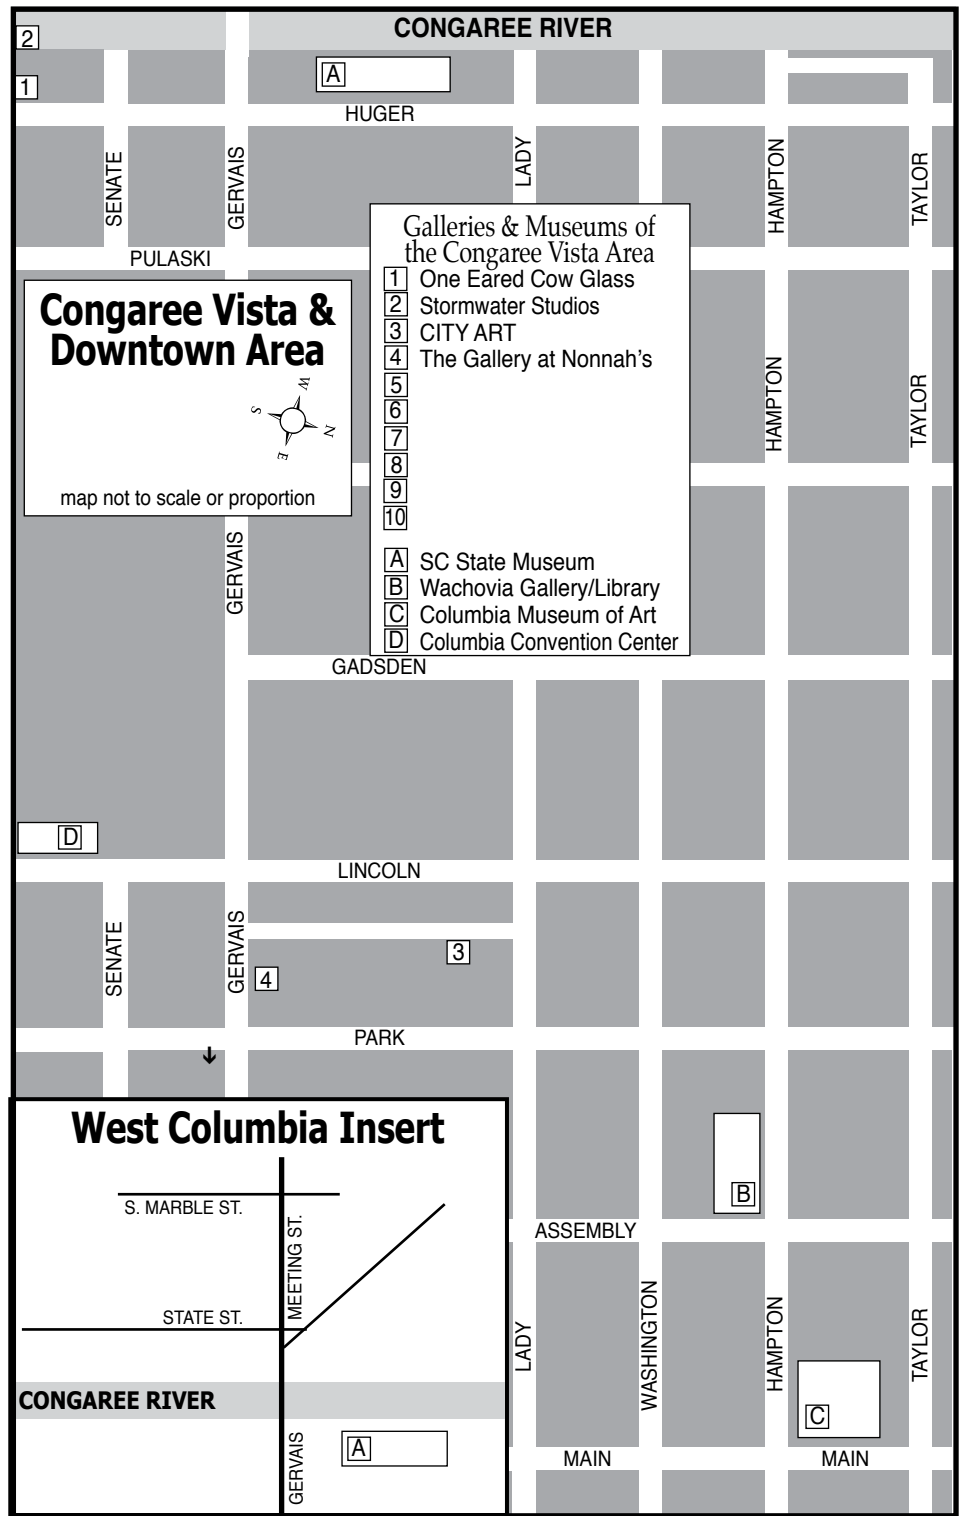 CONGAREE RIVER
2
1
A
HUGER
SENATE
GERVAIS
LADY
HAMPTON
TAYLOR
PULASKI
Galleries & Museums of
the Congaree Vista Area
1 One Eared Cow Glass
2 Stormwater Studios
3 CITY ART
4 The Gallery at Nonnah's
5
6
7
8
9
10
A SC State Museum
B Wachovia Gallery/Library
C Columbia Museum of Art
D Columbia Convention Center
Congaree Vista &
Downtown Area
W
S
N
E
map not to scale or proportion
HAMPTON
TAYLOR
GERVAIS
GADSDEN
D
LINCOLN
SENATE
GERVAIS
3
4
PARK
B
ASSEMBLY
LADY
WASHINGTON
HAMPTON
TAYLOR
C
MAIN
MAIN
West Columbia Insert
S. MARBLE ST.
MEETING ST.
STATE ST.
CONGAREE RIVER
GERVAIS
A